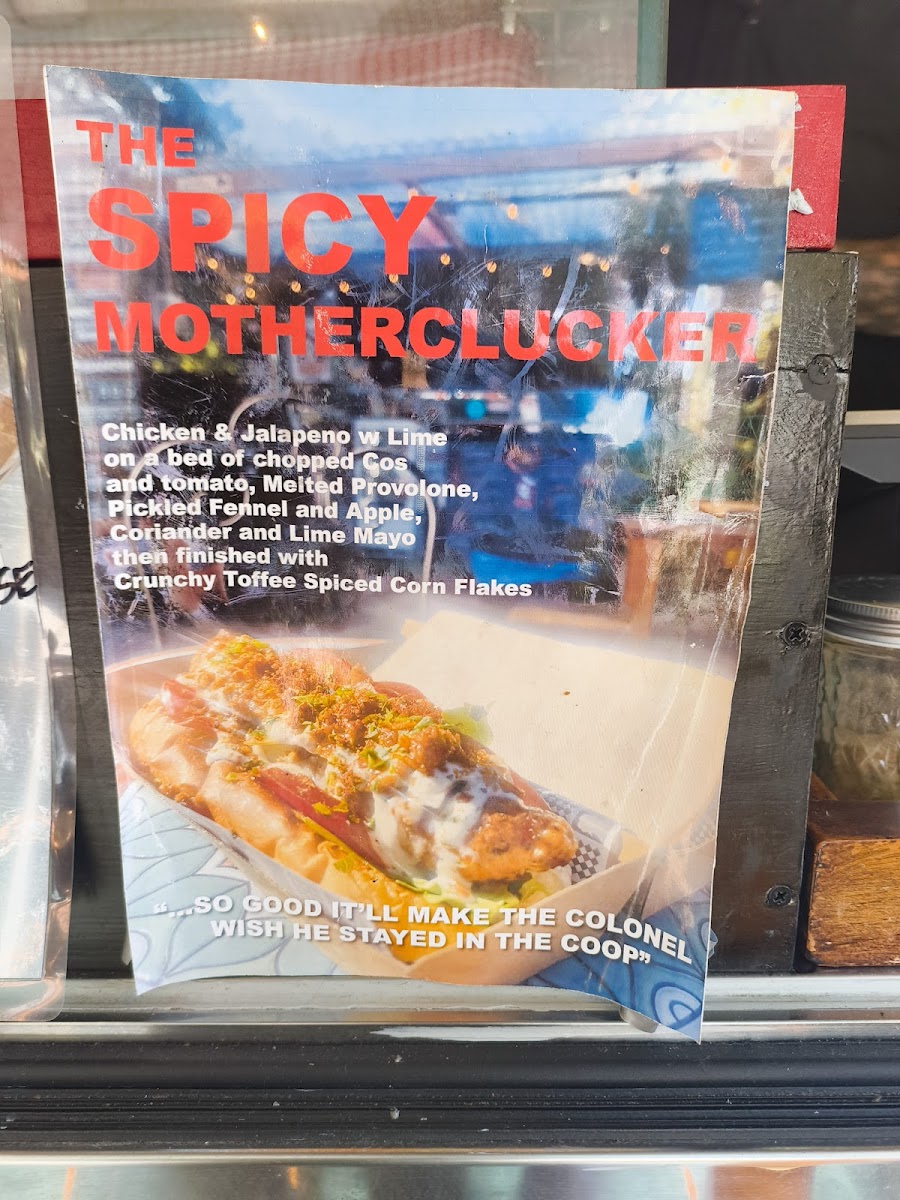 THE
SPICY
MOTHERCLUCKER
Chicken & Jalapeno w Lime
on a bed of chopped Cos
and tomato, Melted Provolone,
Pickled Fennel and Apple,
Coriander and Lime Mayo
then finished with
Crunchy Toffee Spiced Corn Flakes
"...SO GOOD IT'LL MAKE THE COLONEL
WISH HE STAYED IN THE COOP"